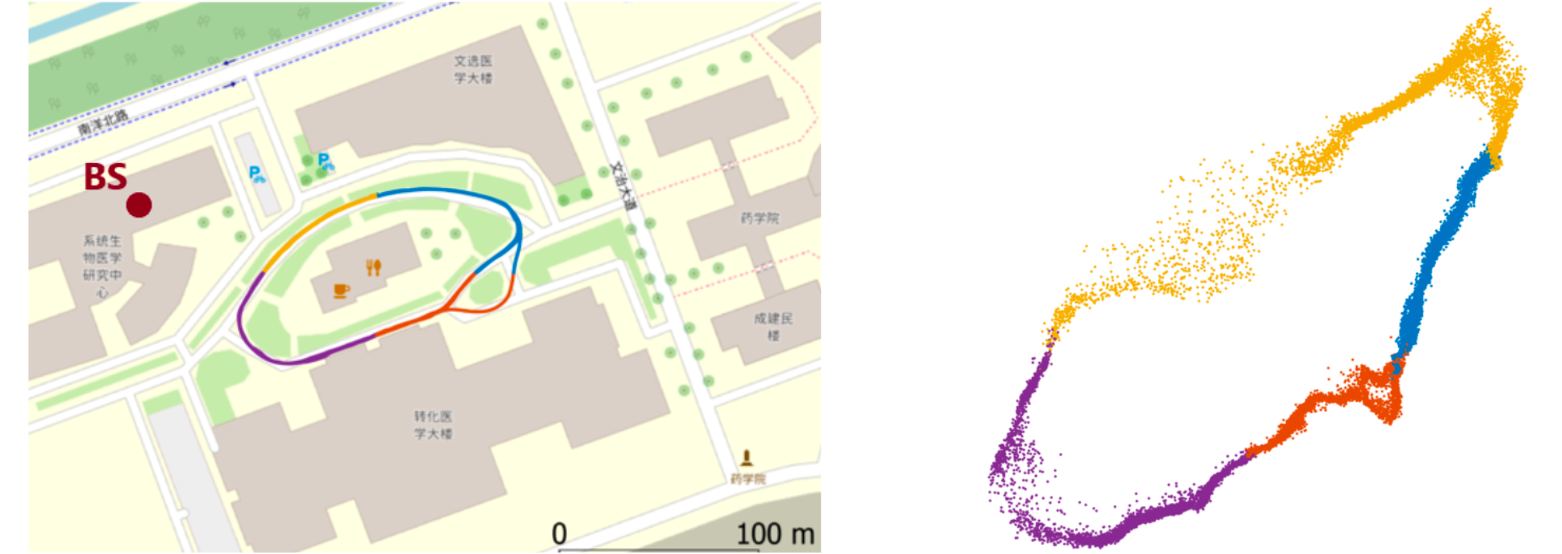 文选医
学大楼
南洋北路
P
P
BS
文治大道
药学院
系统生
物医学
研究中
心
成建民
楼
转化医
学大楼
药学院
0 100 m